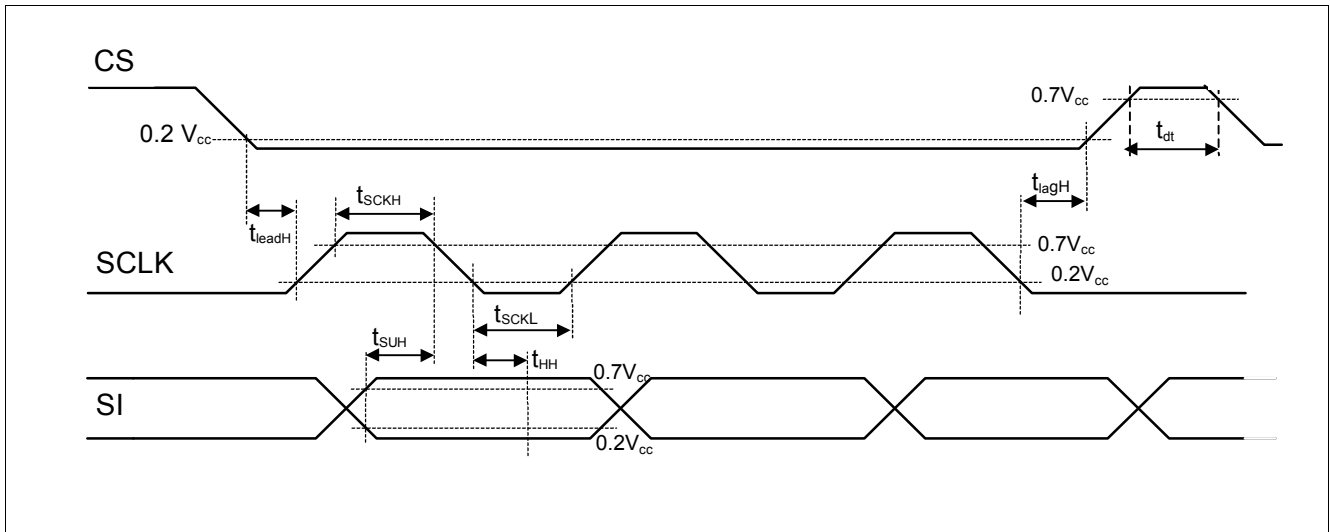 CS
0.7Vcc
0.2 Vcc
tdt
tSCKH
tlagH
tleadH
0.7Vcc
SCLK
0.2Vcc
tSCKL
tSUH
tHH
0.7Vcc
SI
0.2Vcc